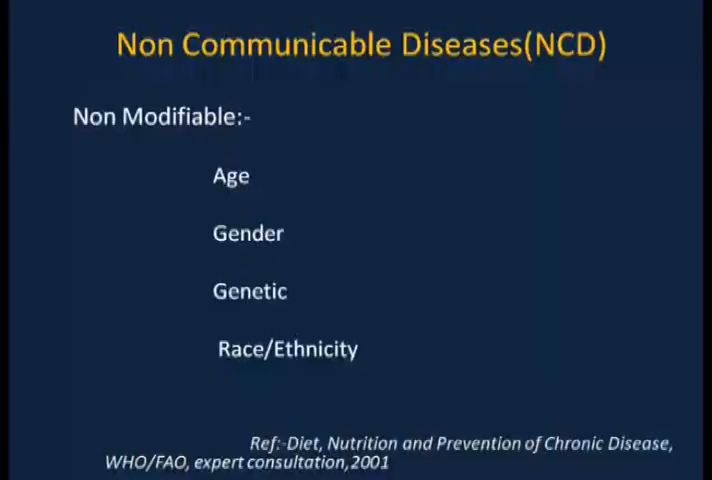 Non Communicable Diseases(NCD)
Non Modifiable:-
Age
Gender
Genetic
Race/Ethnicity
Ref:-Diet, Nutrition and Prevention of Chronic Disease,
WHO/FAO, expert consultation,2001